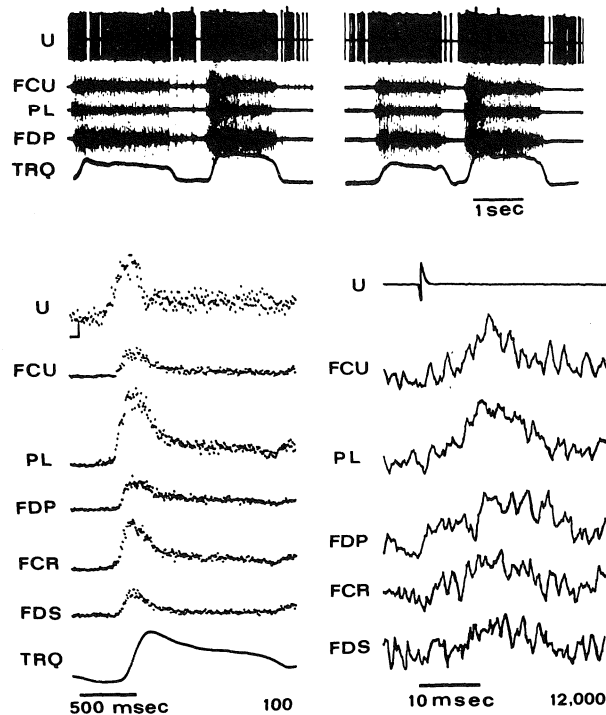 U
FCU
PL
FDP
TRQ
1 sec
U
FCU
PL
FDP
FCR
FDS
TRQ
500 msec
100
U
FCU
PL
FDP
FCR
FDS
10 msec
12,000